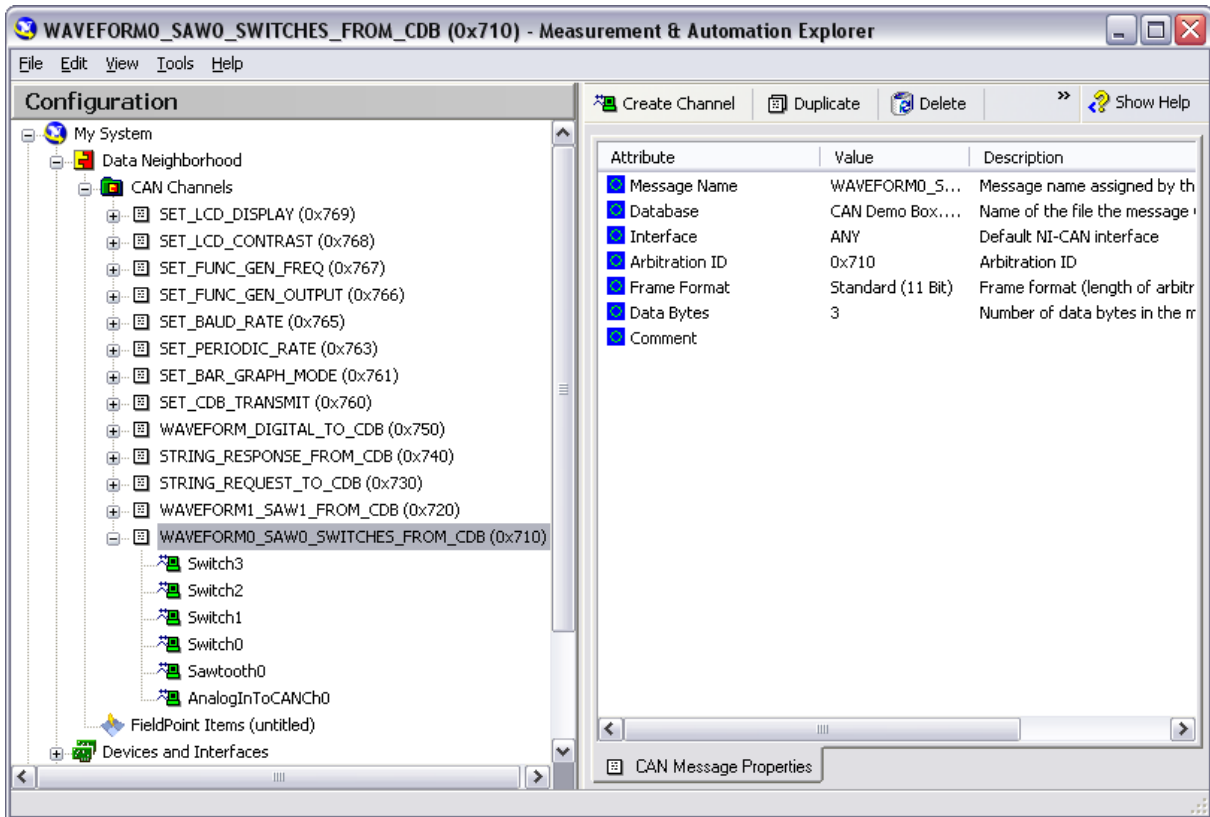 WAVEFORM0_SAW0_SWITCHES_FROM_CDB (0x710) - Measurement & Automation Explorer
File Edit View Tools Help
Configuration
My System
Data Neighborhood
CAN Channels
SET_LCD_DISPLAY (0x769)
SET_LCD_CONTRAST (0x768)
SET_FUNC_GEN_FREQ (0x767)
SET_FUNC_GEN_OUTPUT (0x766)
SET_BAUD_RATE (0x765)
SET_PERIODIC_RATE (0x763)
SET_BAR_GRAPH_MODE (0x761)
SET_CDB_TRANSMIT (0x760)
WAVEFORM_DIGITAL_TO_CDB (0x750)
STRING_RESPONSE_FROM_CDB (0x740)
STRING_REQUEST_TO_CDB (0x730)
WAVEFORM1_SAW1_FROM_CDB (0x720)
WAVEFORM0_SAW0_SWITCHES_FROM_CDB (0x710)
Switch3
Switch2
Switch1
Switch0
Sawtooth0
AnalogInToCANCh0
FieldPoint Items (untitled)
Devices and Interfaces
Create Channel Duplicate Delete » Show Help
Attribute Value Description
Message Name WAVEFORM0_S... Message name assigned by th
Database CAN Demo Box.... Name of the file the message
Interface ANY Default NI-CAN interface
Arbitration ID 0x710 Arbitration ID
Frame Format Standard (11 Bit) Frame format (length of arbitr
Data Bytes 3 Number of data bytes in the m
Comment
CAN Message Properties